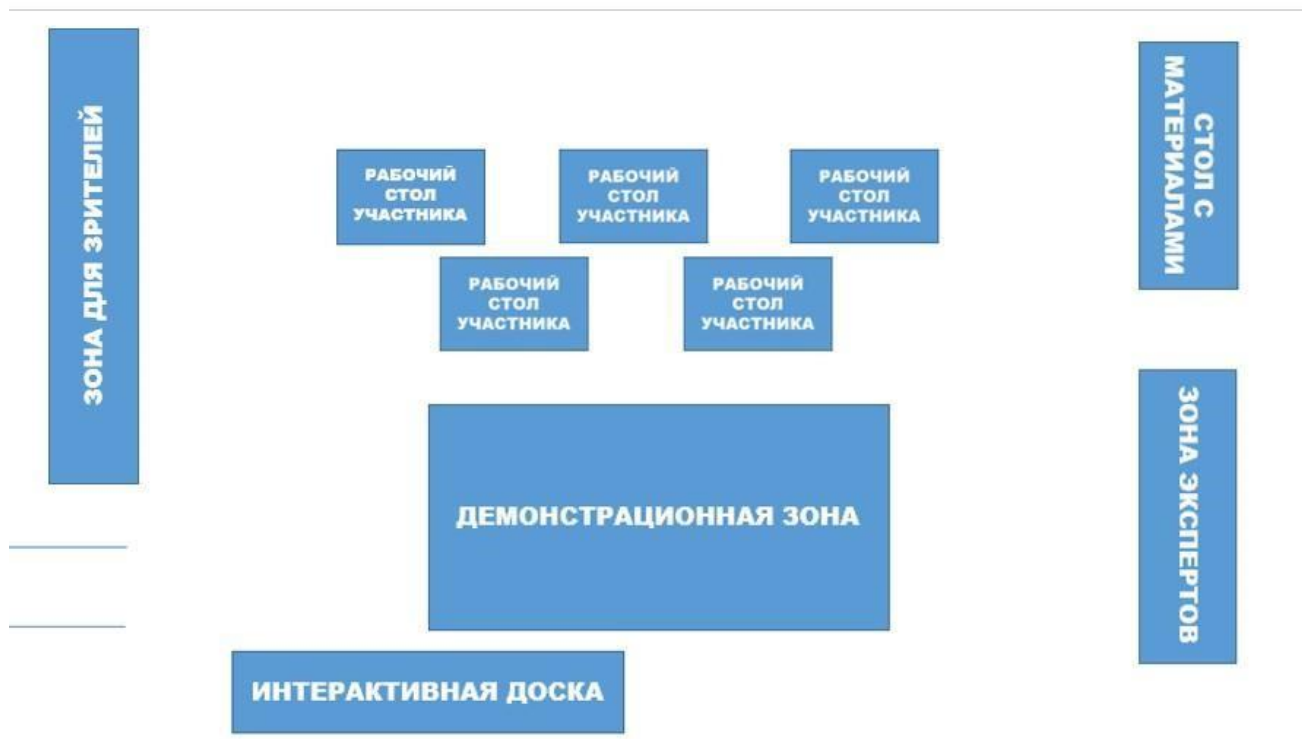 ЗОНА ДЛЯ ЗРИТЕЛЕЙ
РАБОЧИЙ
СТОЛ
УЧАСТНИКА
РАБОЧИЙ
СТОЛ
УЧАСТНИКА
РАБОЧИЙ
СТОЛ
УЧАСТНИКА
СТОЛ С
МАТЕРИАЛАМИ
РАБОЧИЙ
СТОЛ
УЧАСТНИКА
РАБОЧИЙ
СТОЛ
УЧАСТНИКА
ДЕМОНСТРАЦИОННАЯ ЗОНА
ЗОНА ЭКСПЕРТОВ
ИНТЕРАКТИВНАЯ ДОСКА